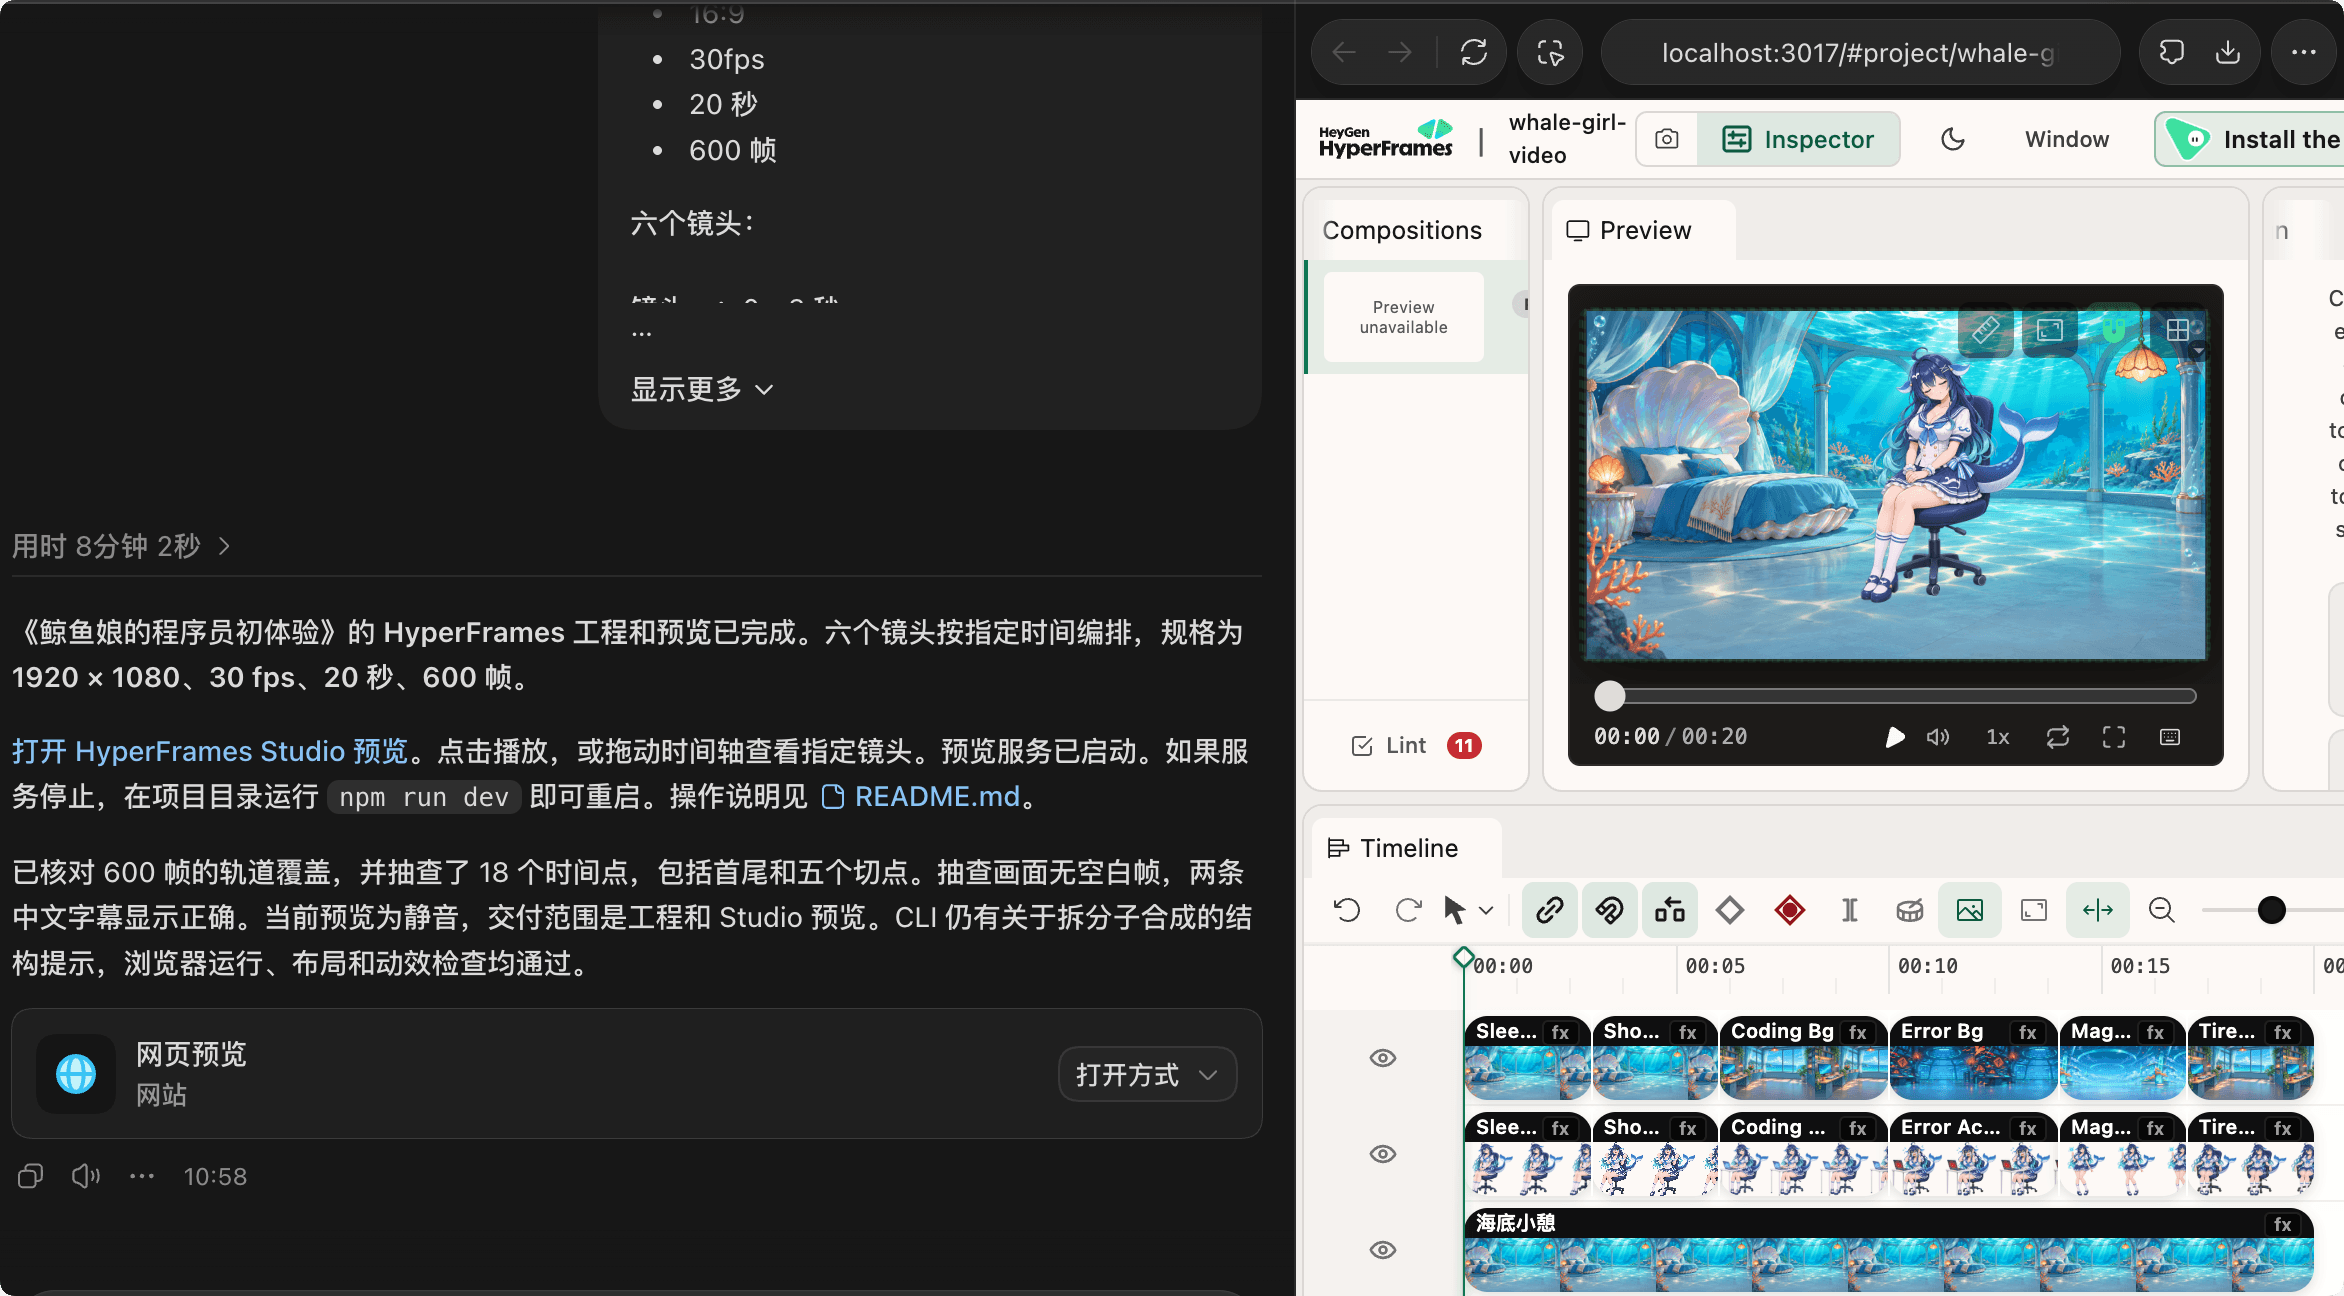 16:9
30fps
20 秒
600 帧
六个镜头：
...
显示更多
用时 8分钟 2秒
《鲸鱼娘的程序员初体验》的 HyperFrames 工程和预览已完成。六个镜头按指定时间编排，规格为
1920 × 1080、30 fps、20 秒、600 帧。
打开 HyperFrames Studio 预览。点击播放，或拖动时间轴查看指定镜头。预览服务已启动。如果服
务停止，在项目目录运行 npm run dev 即可重启。操作说明见 README.md。
已核对 600 帧的轨道覆盖，并抽查了 18 个时间点，包括首尾和五个切点。抽查画面无空白帧，两条
中文字幕显示正确。当前预览为静音，交付范围是工程和 Studio 预览。CLI 仍有关于拆分子合成的结
构提示，浏览器运行、布局和动效检查均通过。
网页预览
网站
打开方式
10:58
localhost:3017/#project/whale-g
HeyGen
HyperFrames
whale-girl-
video
Inspector
Window
Install the
Compositions
Preview
unavailable
Lint 11
Preview
00:00 / 00:20
1x
Timeline
00:00 00:05 00:10 00:15
Slee... fx Sho... fx Coding Bg fx Error Bg fx Mag... fx Tire... fx
Slee... fx Sho... fx Coding ... fx Error Ac... fx Mag... fx Tire... fx
海底小憩 fx